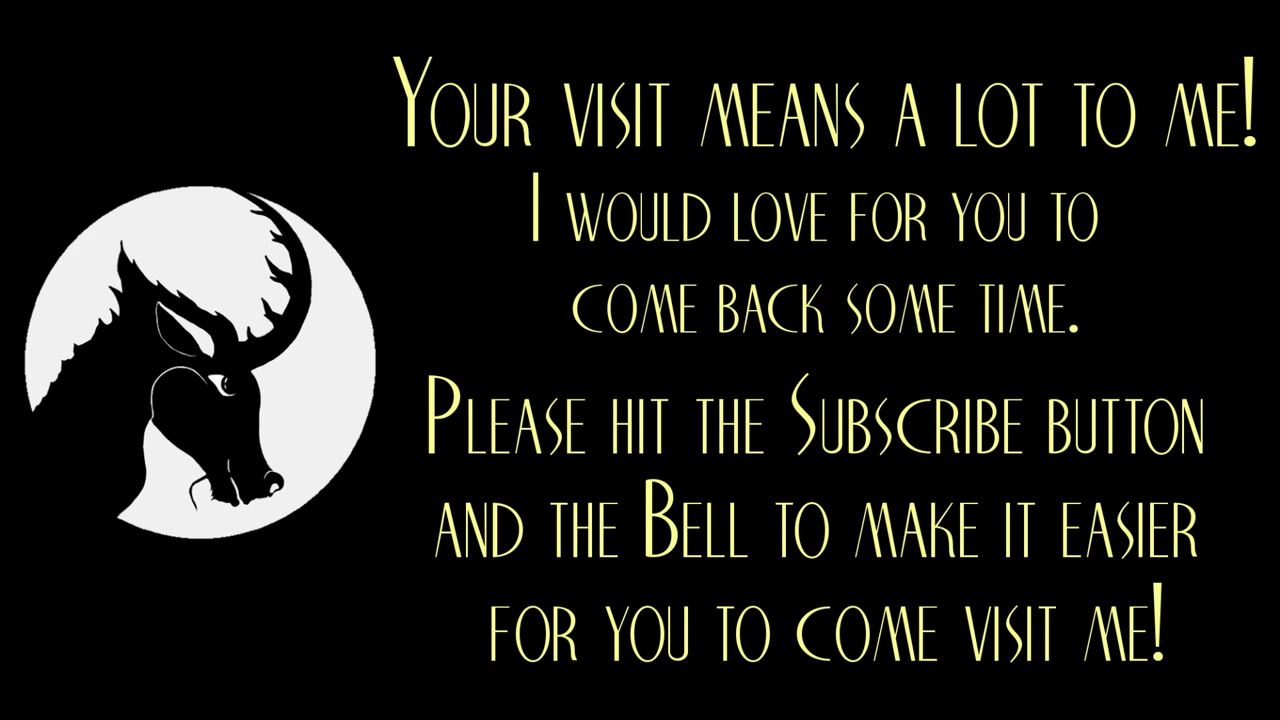 Your visit means a lot to me!
I would love for you to
come back some time.
Please hit the Subscribe button
and the Bell to make it easier
for you to come visit me!